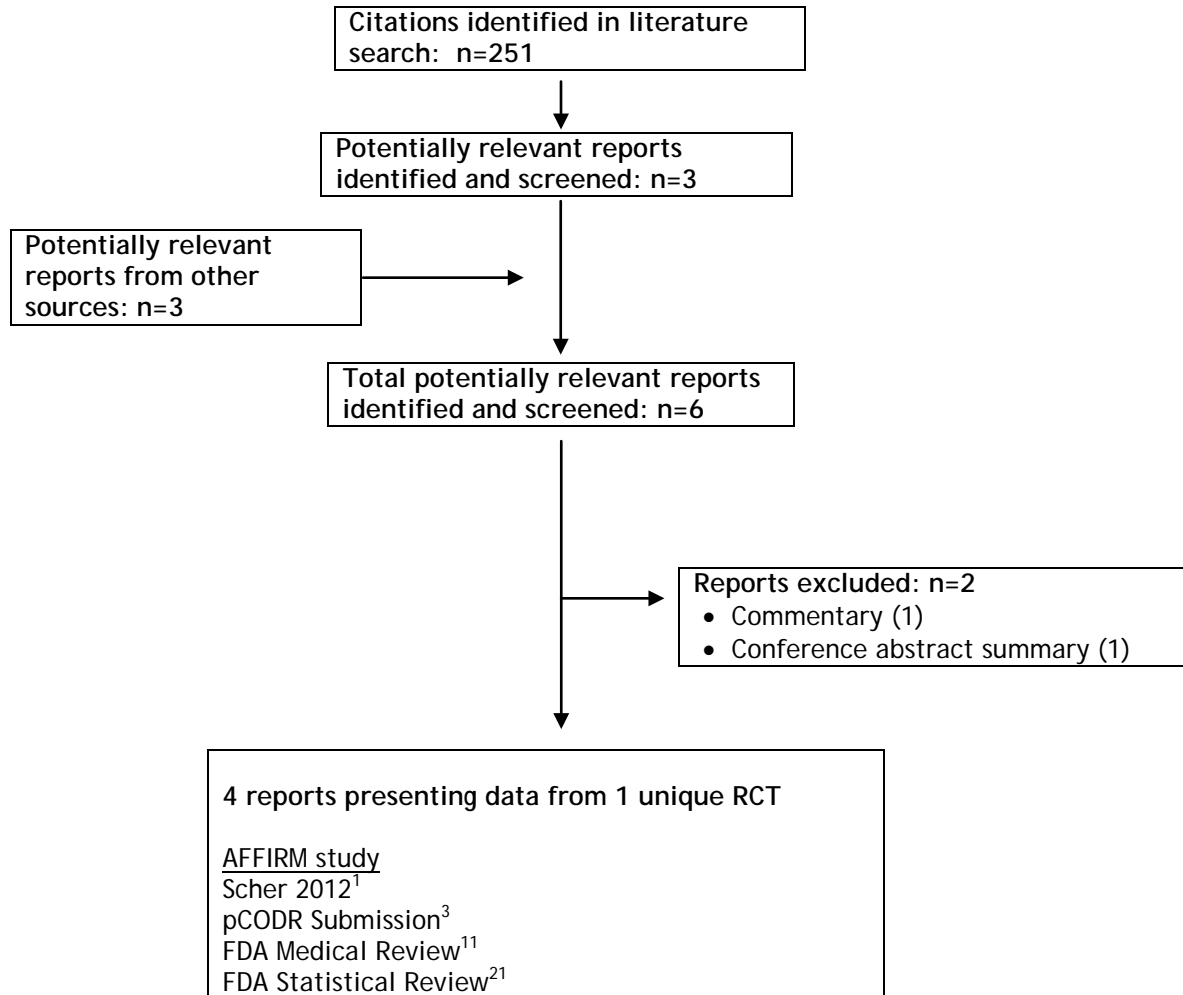 Citations identified in literature
search:  n=251
Potentially relevant reports
identified and screened: n=3
Potentially relevant
reports from other
sources: n=3
Total potentially relevant reports
identified and screened: n=6
Reports excluded: n=2
• Commentary (1)
• Conference abstract summary (1)
4 reports presenting data from 1 unique RCT
AFFIRM study
Scher 2012¹
pCODR Submission³
FDA Medical Review¹¹
FDA Statistical Review²¹